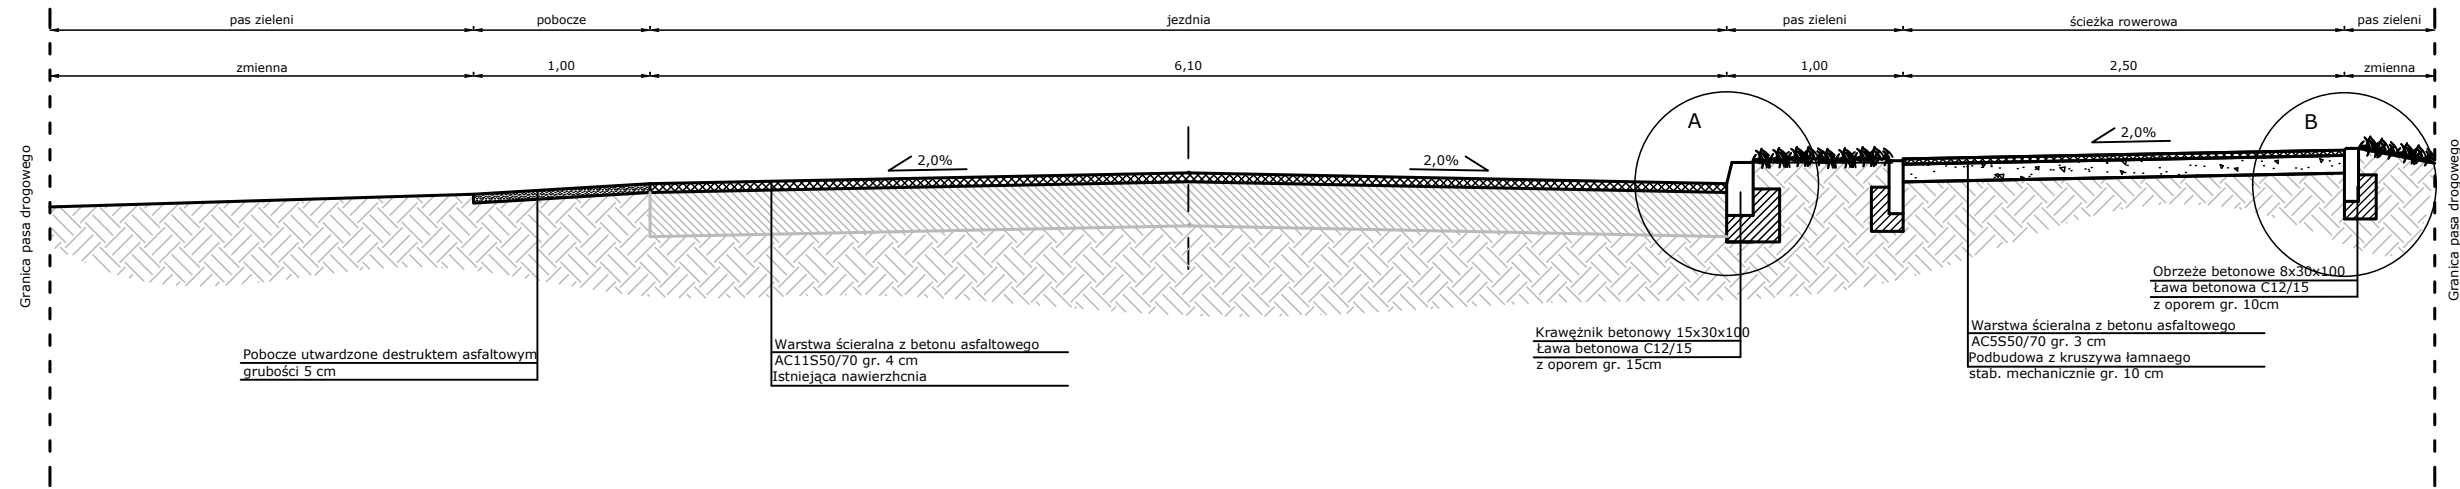 pas zieleni
pobocze
jezdnia
pas zieleni
ścieżka rowerowa
pas zieleni
zmienna
1,00
6,10
1,00
2,50
zmienna
A
B
2,0%
2,0%
2,0%
Granica pasa drogowego
Granica pasa drogowego
Obrzeże betonowe 8x30x100
Ława betonowa C12/15
z oporem gr. 10cm
Krawężnik betonowy 15x30x100
Ława betonowa C12/15
z oporem gr. 15cm
Warstwa ścieralna z betonu asfaltowego
AC5S50/70 gr. 3 cm
Podbudowa z kruszywa łamnaego
stab. mechanicznie gr. 10 cm
Warstwa ścieralna z betonu asfaltowego
AC11S50/70 gr. 4 cm
Istniejąca nawierzhcnia
Pobocze utwardzone destruktem asfaltowym
grubości 5 cm